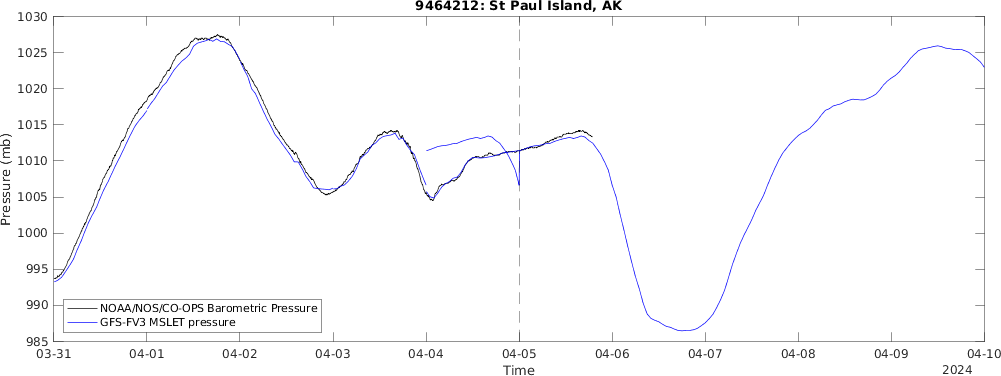 9464212: St Paul Island, AK
Pressure (mb)
1030
1025
1020
1015
1010
1005
1000
995
990
985
NOAA/NOS/CO-OPS Barometric Pressure
GFS-FV3 MSLET pressure
03-31 04-01 04-02 04-03 04-04 04-05 04-06 04-07 04-08 04-09 04-10
Time
2024